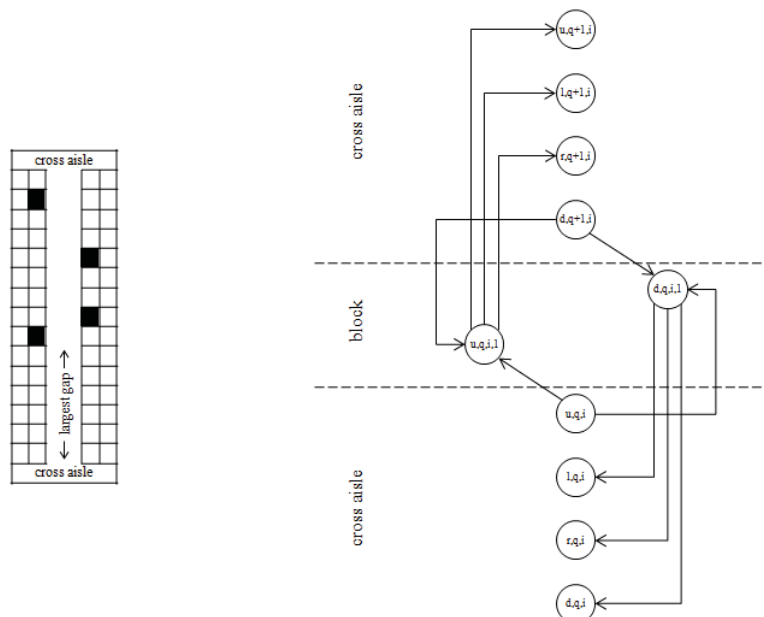 cross aisle
largest gap
cross aisle
cross aisle
block
cross aisle
u,q+1,i
l,q+1,i
r,q+1,i
d,q+1,i
d,q,i,1
u,q,i,1
u,q,i
l,q,i
r,q,i
d,q,i